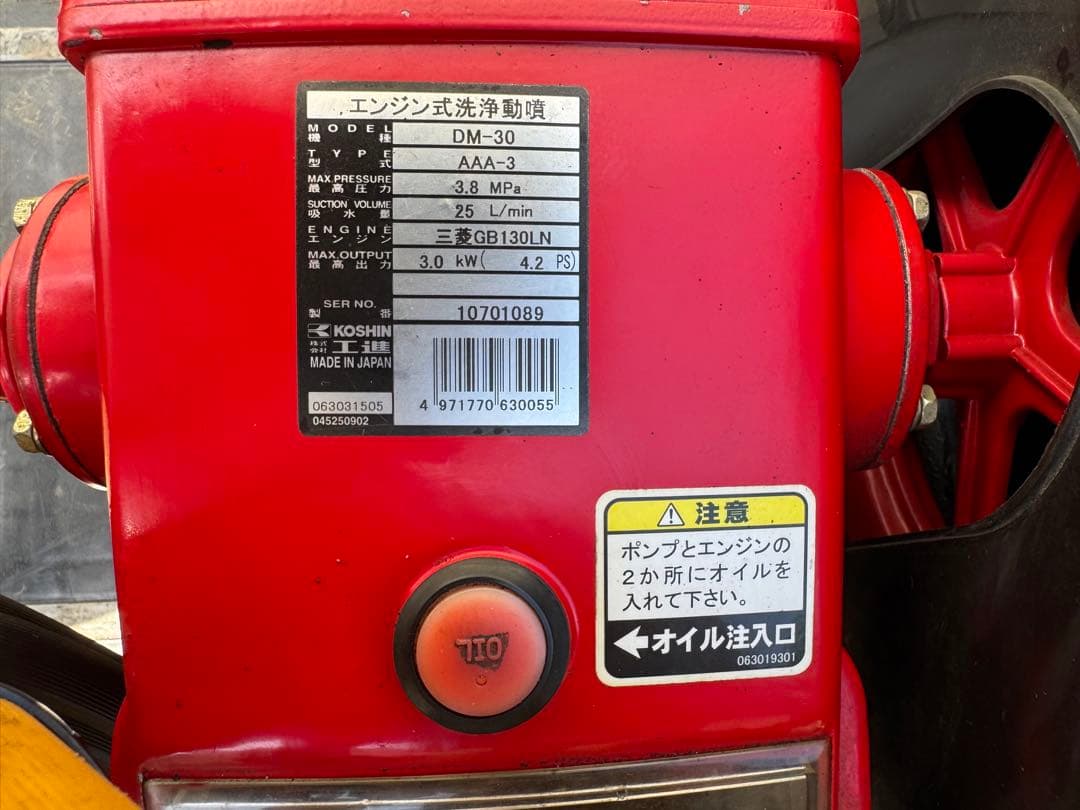 エンジン式洗浄動噴
MODEL
機種 DM-30
TYPE
型式 AAA-3
MAX.PRESSURE
最高圧力 3.8 MPa
SUCTION VOLUME
吸水量 25 L/min
ENGINE
エンジン 三菱GB130LN
MAX.OUTPUT
最高出力 3.0 kW( 4.2 PS)
SER NO.
製番 10701089
KOSHIN
株式会社 工進
MADE IN JAPAN
063031505
045250902
4 971770 630055
注意
ポンプとエンジンの
2か所にオイルを
入れて下さい。
オイル注入口
063019301
OIL